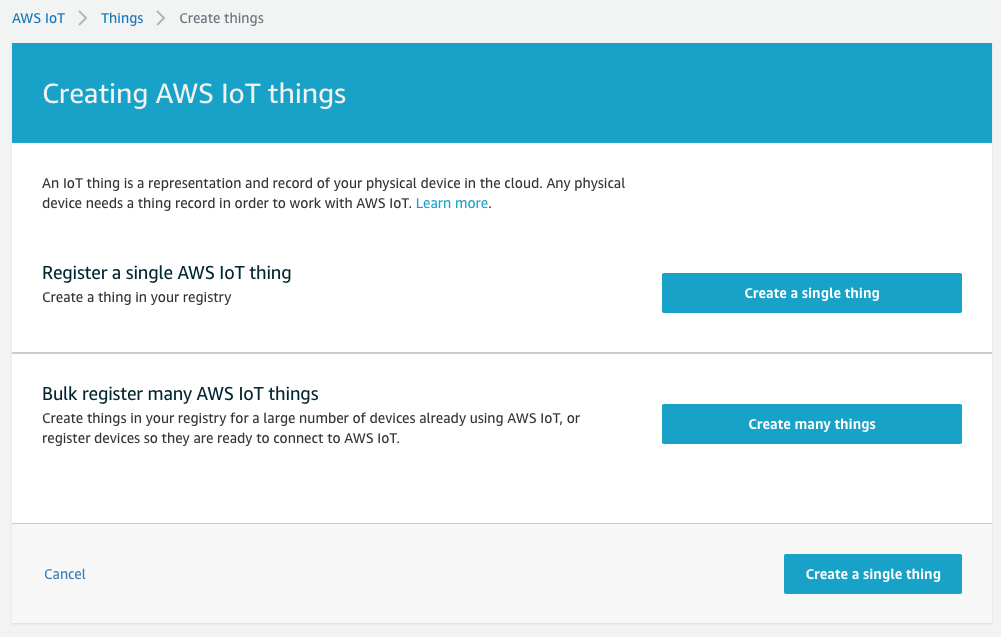 AWS IoT > Things > Create things
Creating AWS IoT things
An IoT thing is a representation and record of your physical device in the cloud. Any physical
device needs a thing record in order to work with AWS IoT. Learn more.
Register a single AWS IoT thing
Create a thing in your registry
Create a single thing
Bulk register many AWS IoT things
Create things in your registry for a large number of devices already using AWS IoT, or
register devices so they are ready to connect to AWS IoT.
Create many things
Cancel
Create a single thing